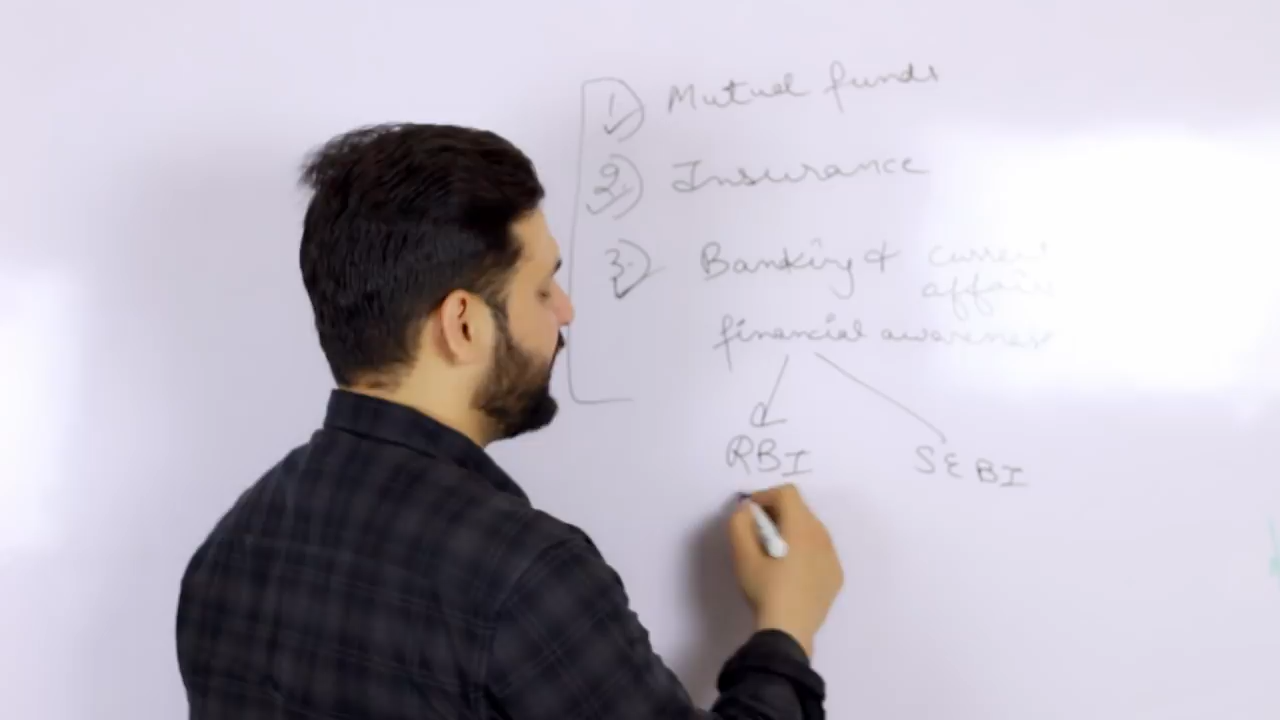 1) Mutual funds
2.) Insurance
3.) Banking & current
affairs
financial awareness
RBI SEBI